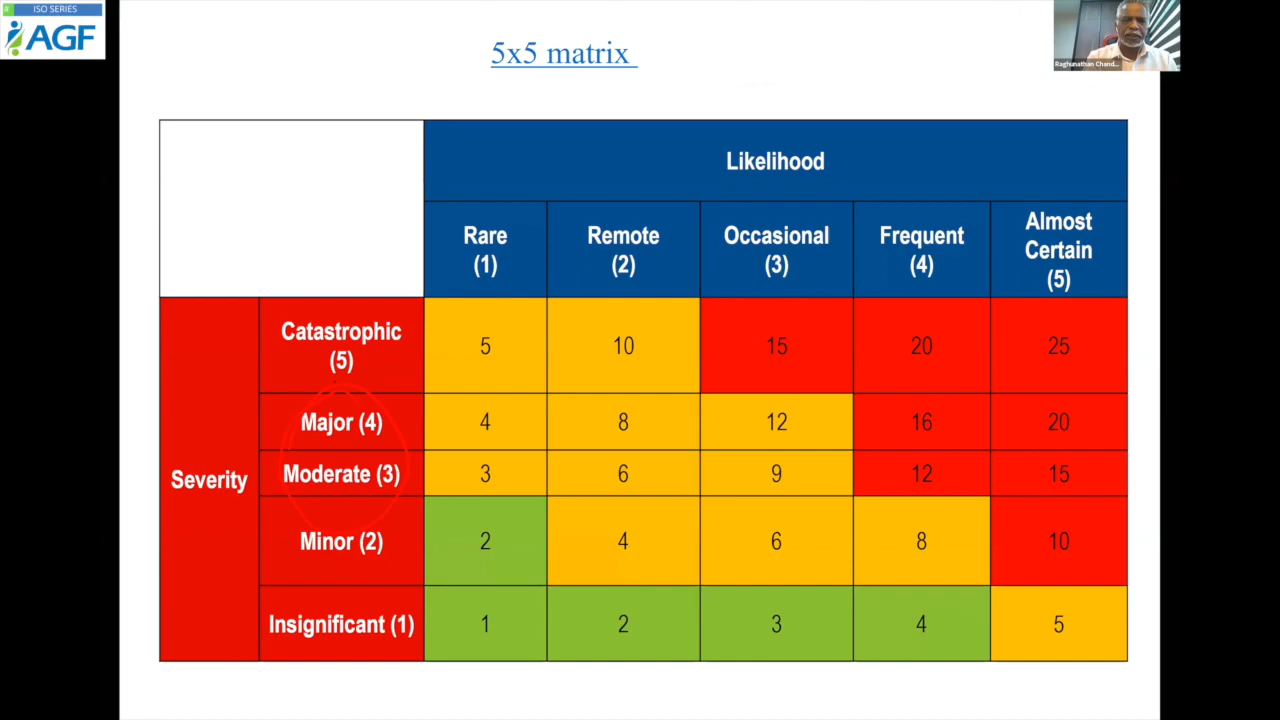 # ISO SERIES
AGF
5x5 matrix
Raghunathan Chand...
Likelihood
Rare
(1)
Remote
(2)
Occasional
(3)
Frequent
(4)
Almost
Certain
(5)
Severity
Catastrophic
(5)
5
10
15
20
25
Major (4)
4
8
12
16
20
Moderate (3)
3
6
9
12
15
Minor (2)
2
4
6
8
10
Insignificant (1)
1
2
3
4
5